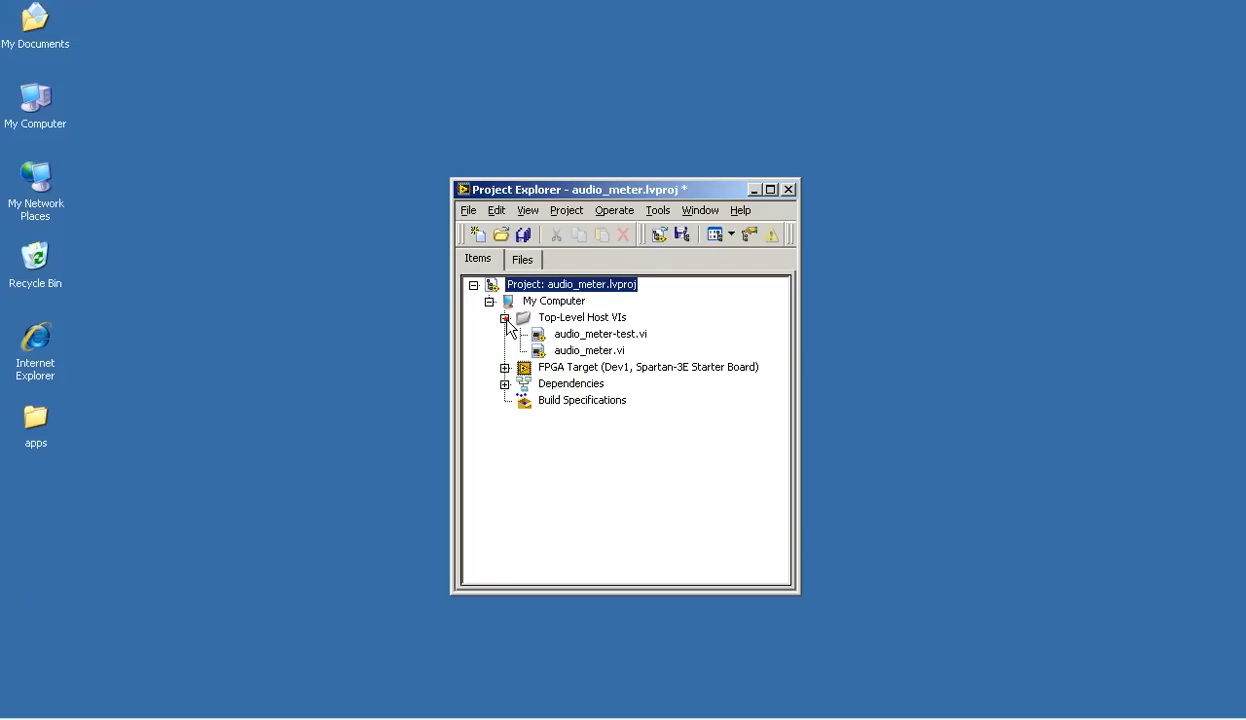 My Documents
My Computer
My Network
Places
Recycle Bin
Internet
Explorer
apps
Project Explorer - audio_meter.lvproj *
File Edit View Project Operate Tools Window Help
Items Files
Project: audio_meter.lvproj
My Computer
Top-Level Host VIs
audio_meter-test.vi
audio_meter.vi
FPGA Target (Dev1, Spartan-3E Starter Board)
Dependencies
Build Specifications